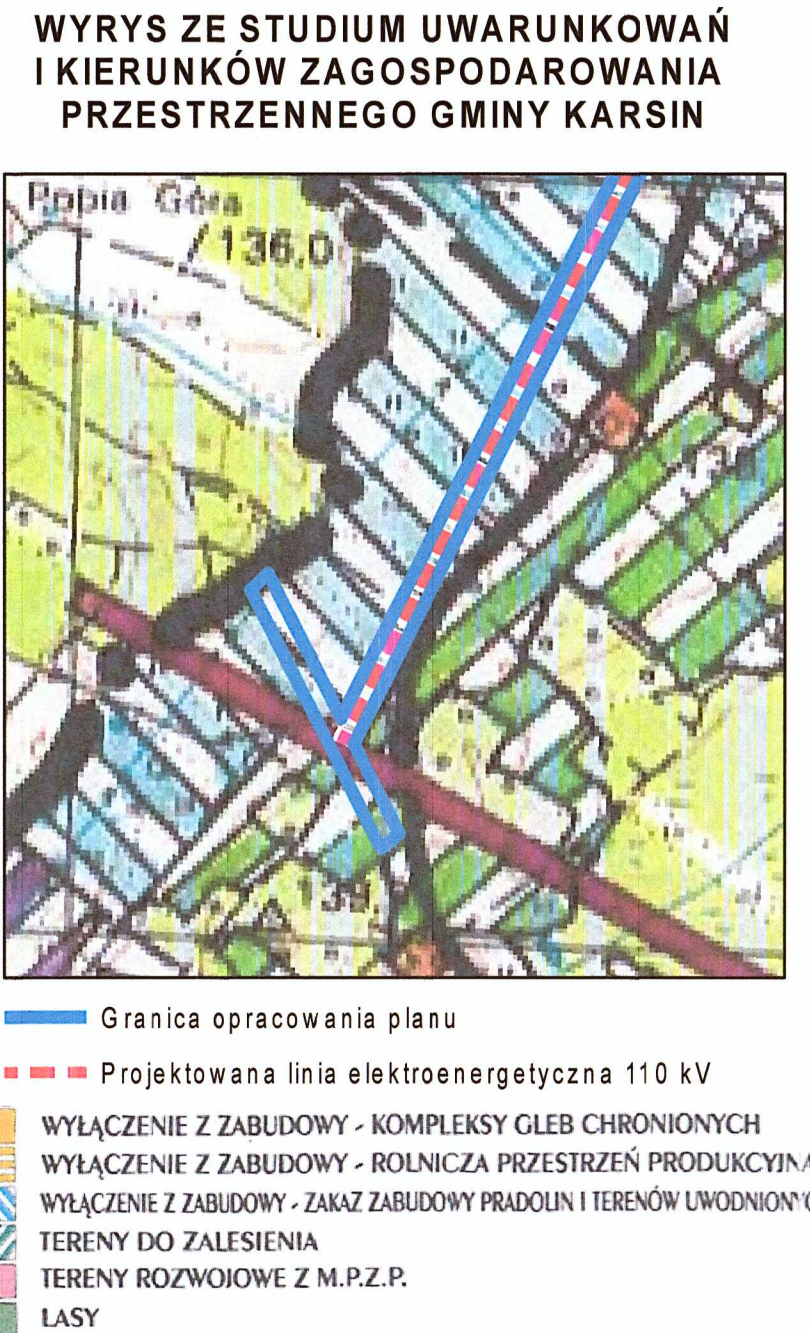 WYRYS ZE STUDIUM UWARUNKOWAŃ
I KIERUNKÓW ZAGOSPODAROWANIA
PRZESTRZENNEGO GMINY KARSIN
Popia Góra
136.0
Granica opracowania planu
Projektowana linia elektroenergetyczna 110 kV
WYŁĄCZENIE Z ZABUDOWY - KOMPLEKSY GLEB CHRONIONYCH
WYŁĄCZENIE Z ZABUDOWY - ROLNICZA PRZESTRZEŃ PRODUKCYJNA
WYŁĄCZENIE Z ZABUDOWY - ZAKAZ ZABUDOWY PRADOLIN I TERENÓW
TERENY DO ZALESIENIA
TERENY ROZWOJOWE Z M.P.Z.P.
LASY